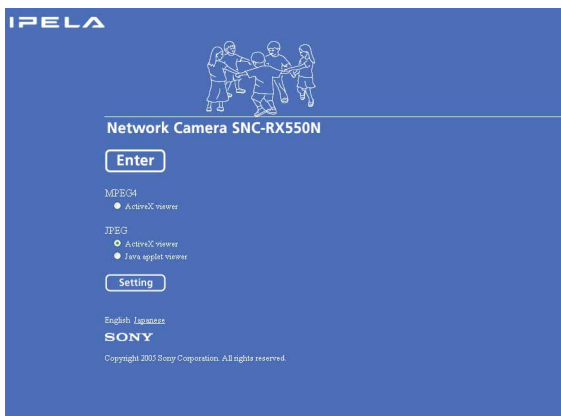 IPELA
Network Camera SNC-RX550N
Enter
MPEG4
ActiveX viewer
JPEG
ActiveX viewer
Java applet viewer
Setting
English Japanese
SONY
Copyright 2005 Sony Corporation. All rights reserved.